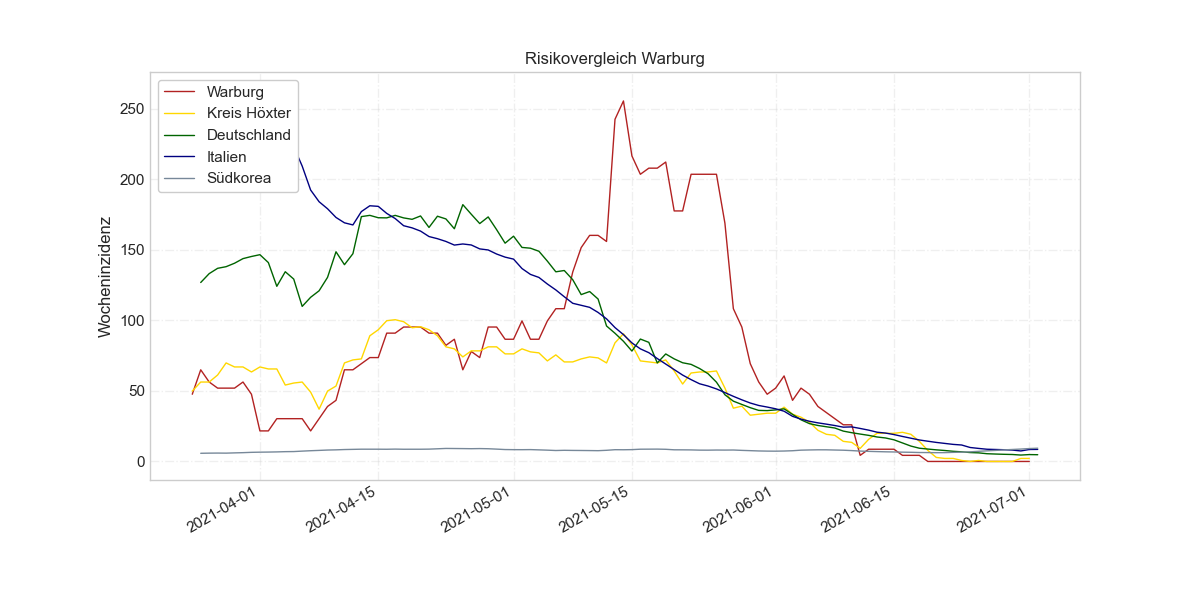 Risikovergleich Warburg
Warburg
Kreis Höxter
Deutschland
Italien
Südkorea
Wocheninzidenz
250
200
150
100
50
0
2021-04-01
2021-04-15
2021-05-01
2021-05-15
2021-06-01
2021-06-15
2021-07-01